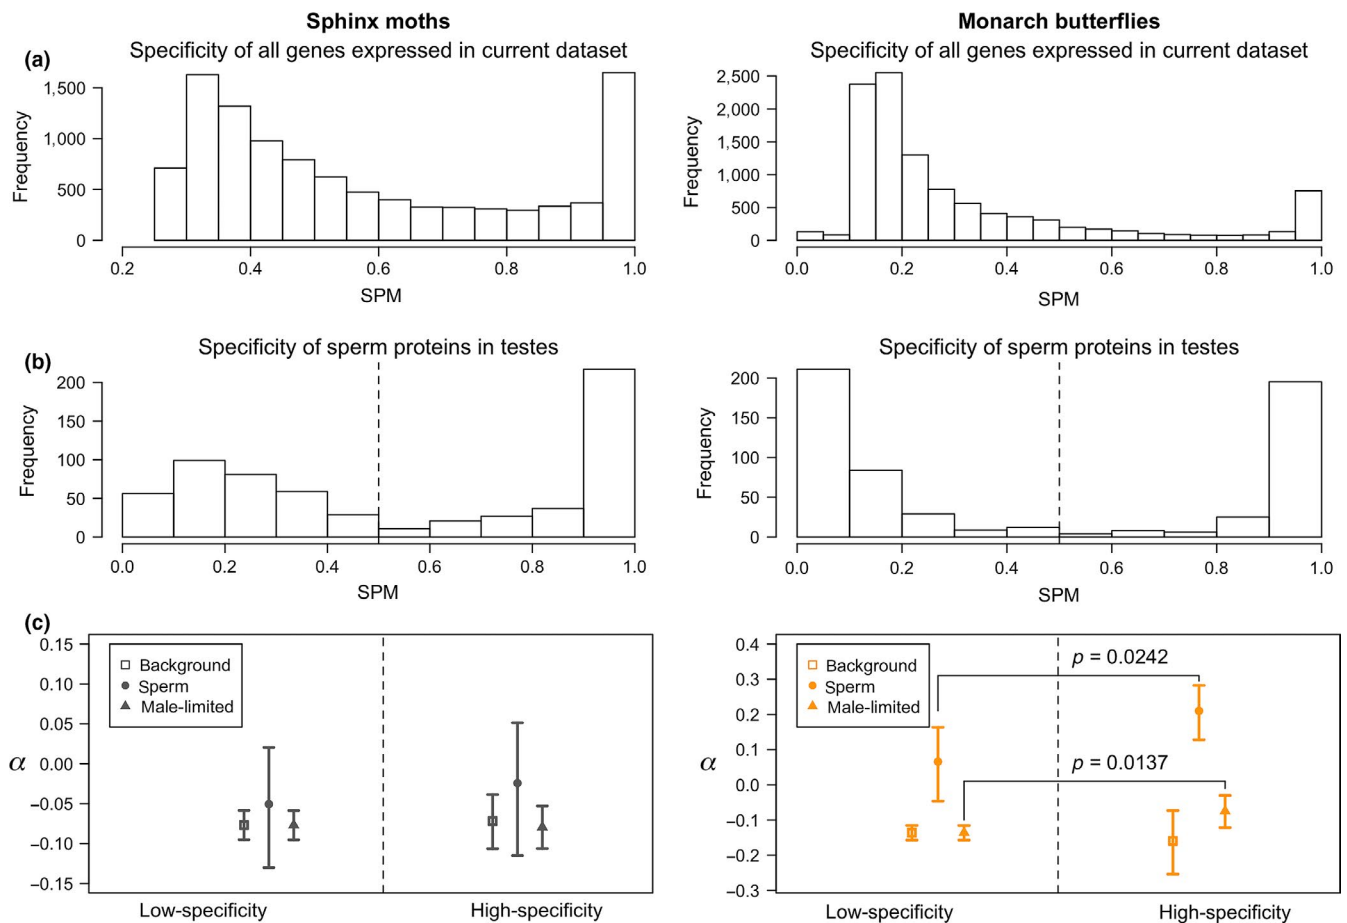 Sphinx moths
Monarch butterflies
(a)
Specificity of all genes expressed in current dataset
Specificity of all genes expressed in current dataset
Frequency
1,500
1,000
500
0
0.2 0.4 0.6 0.8 1.0
SPM
Frequency
2,500
2,000
1,500
1,000
500
0
0.0 0.2 0.4 0.6 0.8 1.0
SPM
(b)
Specificity of sperm proteins in testes
Specificity of sperm proteins in testes
Frequency
200
150
100
50
0
0.0 0.2 0.4 0.6 0.8 1.0
SPM
Frequency
200
150
100
50
0
0.0 0.2 0.4 0.6 0.8 1.0
SPM
(c)
α
0.15
0.10
0.05
0.00
−0.05
−0.10
−0.15
Background
Sperm
Male-limited
Low-specificity
High-specificity
α
0.4
0.3
0.2
0.1
0.0
−0.1
−0.2
−0.3
Background
Sperm
Male-limited
p = 0.0242
p = 0.0137
Low-specificity
High-specificity